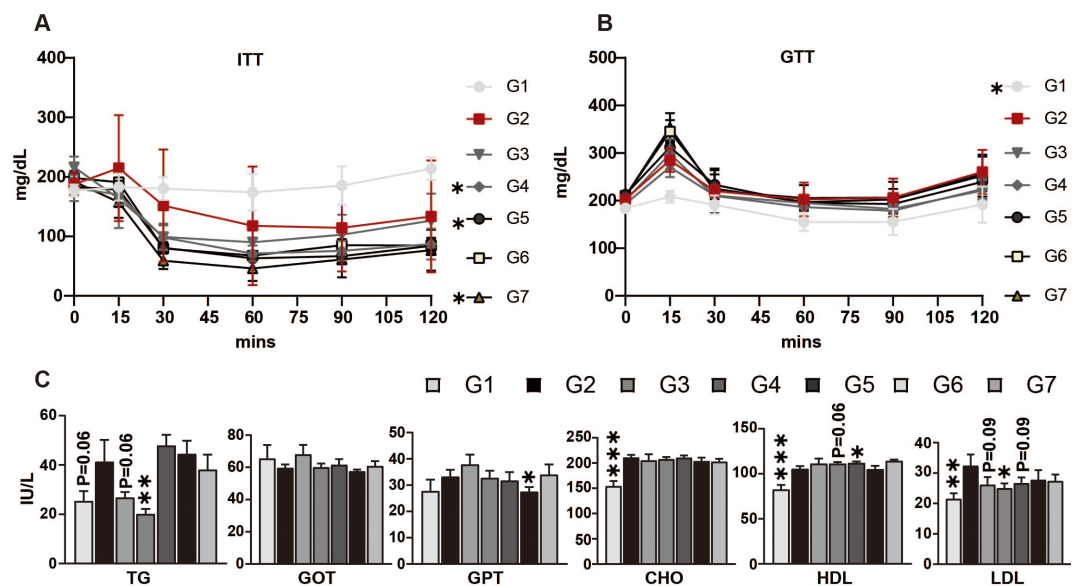 A
ITT
mg/dL
400
300
200
100
0
0 15 30 45 60 75 90 105 120
mins
G1
G2
G3
* G4
* G5
G6
* G7
B
GTT
mg/dL
500
400
300
200
100
0
0 15 30 45 60 75 90 105 120
mins
* G1
G2
G3
G4
G5
G6
G7
C
G1 G2 G3 G4 G5 G6 G7
IU/L
60
40
20
0
P=0.06
P=0.06
**
TG
80
60
40
20
0
GOT
60
50
40
30
20
10
0
*
GPT
250
200
150
100
50
0
***
CHO
150
100
50
0
***
P=0.06
*
HDL
40
30
20
10
0
**
P=0.09
*
P=0.09
LDL